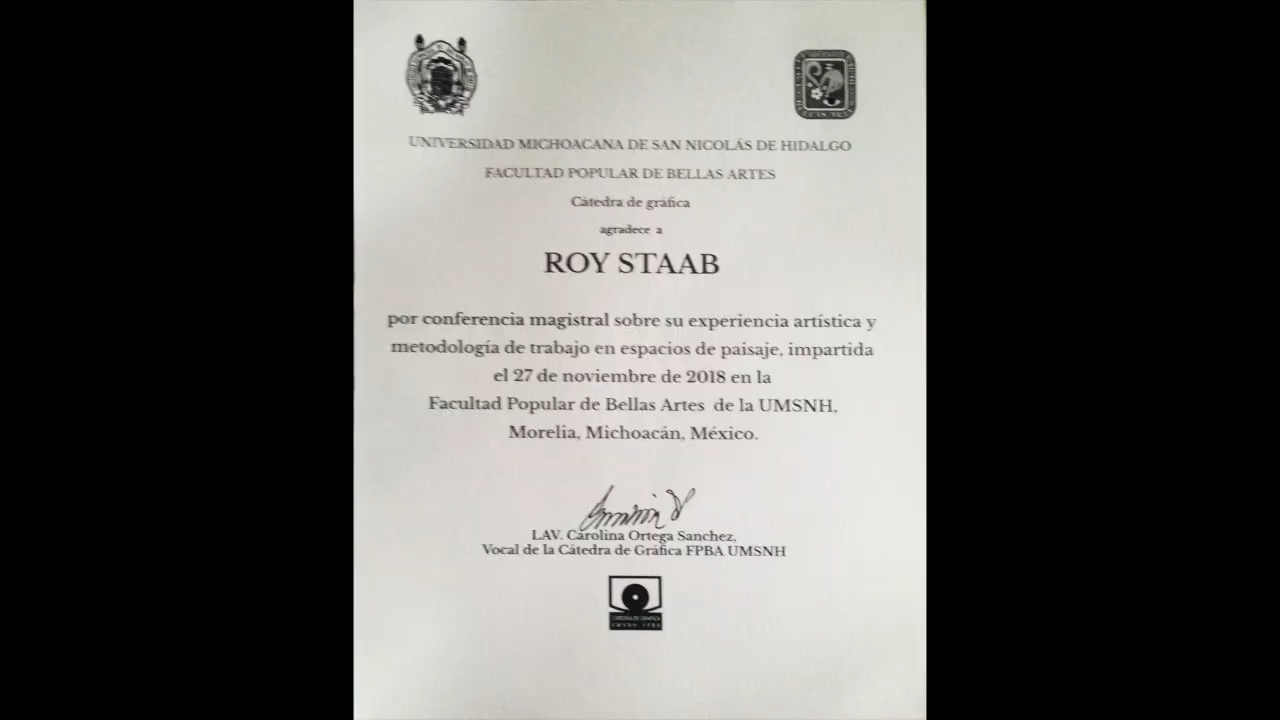 UNIVERSIDAD MICHOACANA DE SAN NICOLÁS DE HIDALGO
FACULTAD POPULAR DE BELLAS ARTES
Cátedra de gráfica
agradece a
ROY STAAB
por conferencia magistral sobre su experiencia artística y
metodología de trabajo en espacios de paisaje, impartida
el 27 de noviembre de 2018 en la
Facultad Popular de Bellas Artes de la UMSNH,
Morelia, Michoacán, México.
LAV. Carolina Ortega Sanchez,
Vocal de la Cátedra de Gráfica FPBA UMSNH